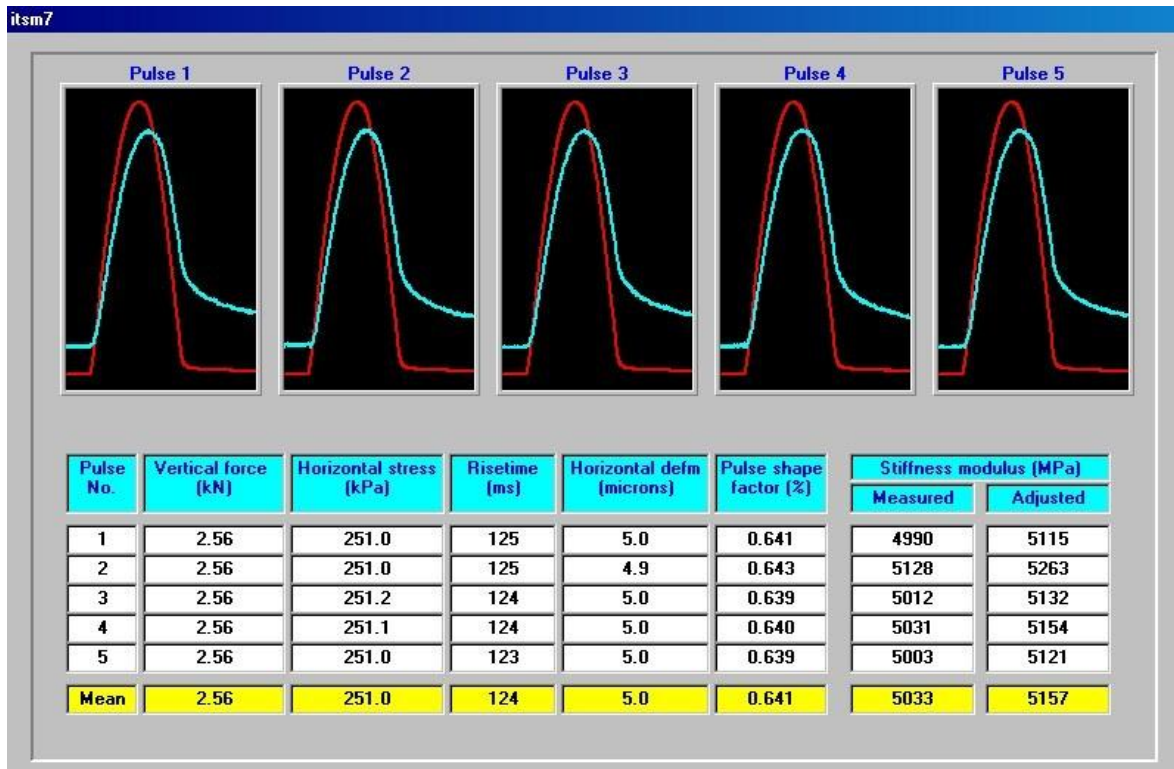 itsm7
Pulse 1 Pulse 2 Pulse 3 Pulse 4 Pulse 5
Pulse No. Vertical force (kN) Horizontal stress (kPa) Risetime (ms) Horizontal defm (microns) Pulse shape factor (%) Stiffness modulus (MPa)
Measured Adjusted
1 2.56 251.0 125 5.0 0.641 4990 5115
2 2.56 251.0 125 4.9 0.643 5128 5263
3 2.56 251.2 124 5.0 0.639 5012 5132
4 2.56 251.1 124 5.0 0.640 5031 5154
5 2.56 251.0 123 5.0 0.639 5003 5121
Mean 2.56 251.0 124 5.0 0.641 5033 5157